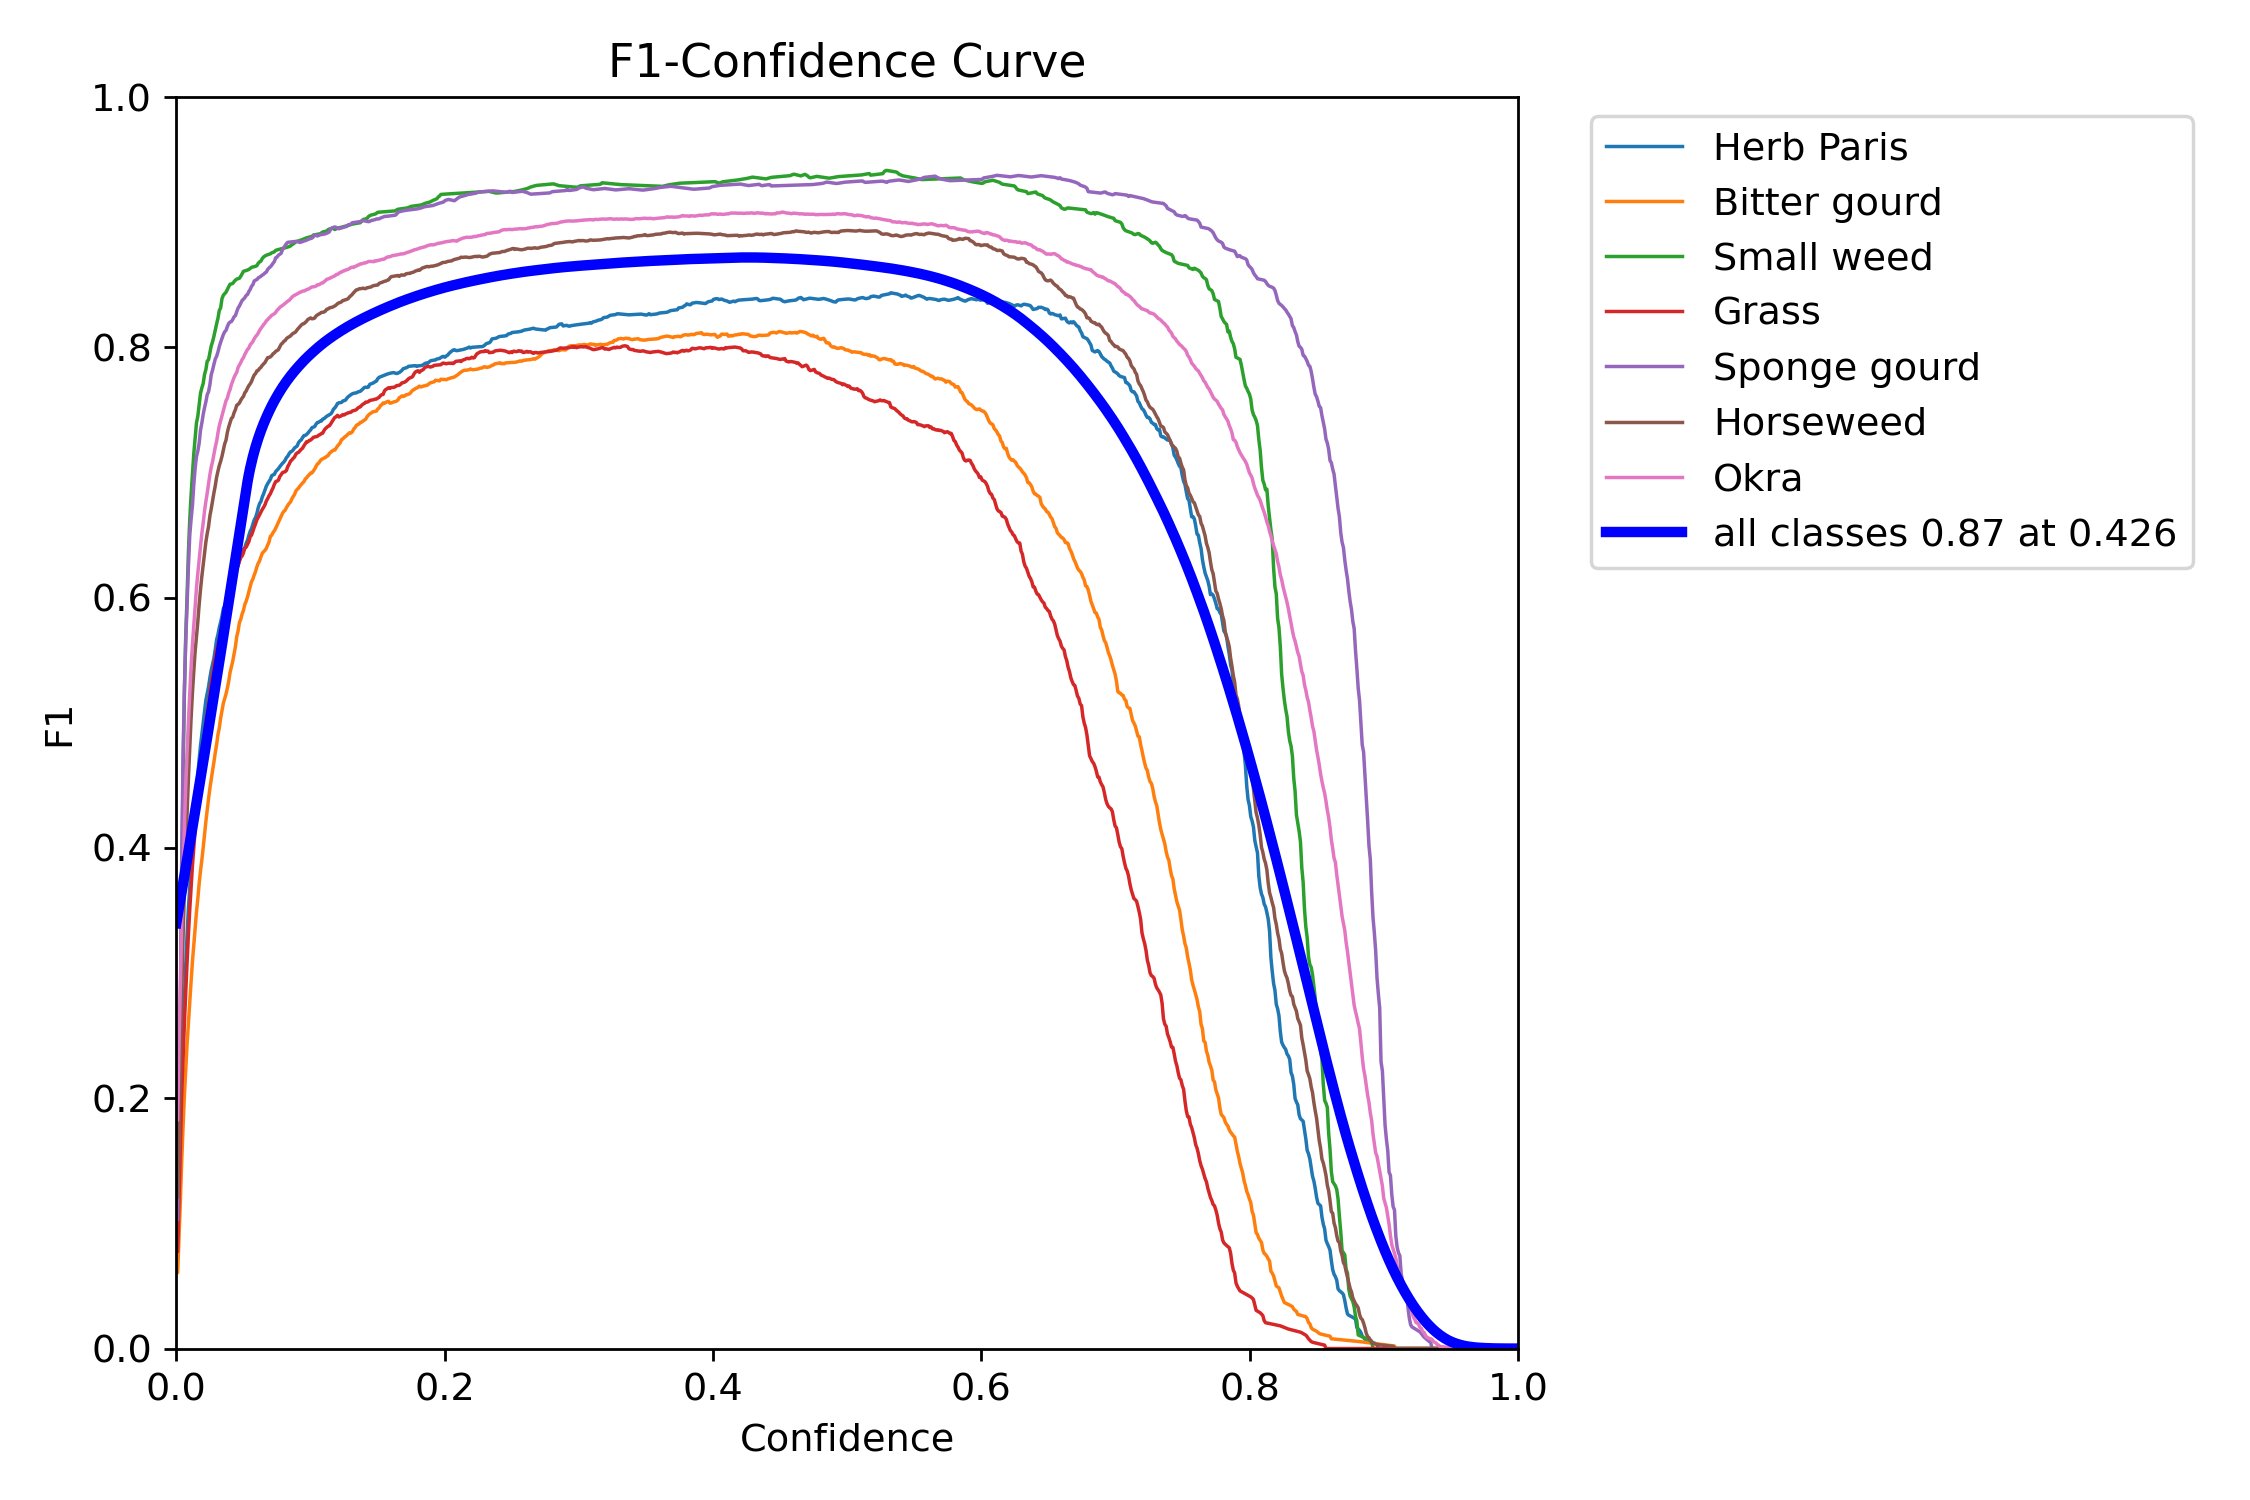 F1-Confidence Curve
1.0
0.8
0.6
0.4
0.2
0.0
F1
0.0 0.2 0.4 0.6 0.8 1.0
Confidence
Herb Paris
Bitter gourd
Small weed
Grass
Sponge gourd
Horseweed
Okra
all classes 0.87 at 0.426